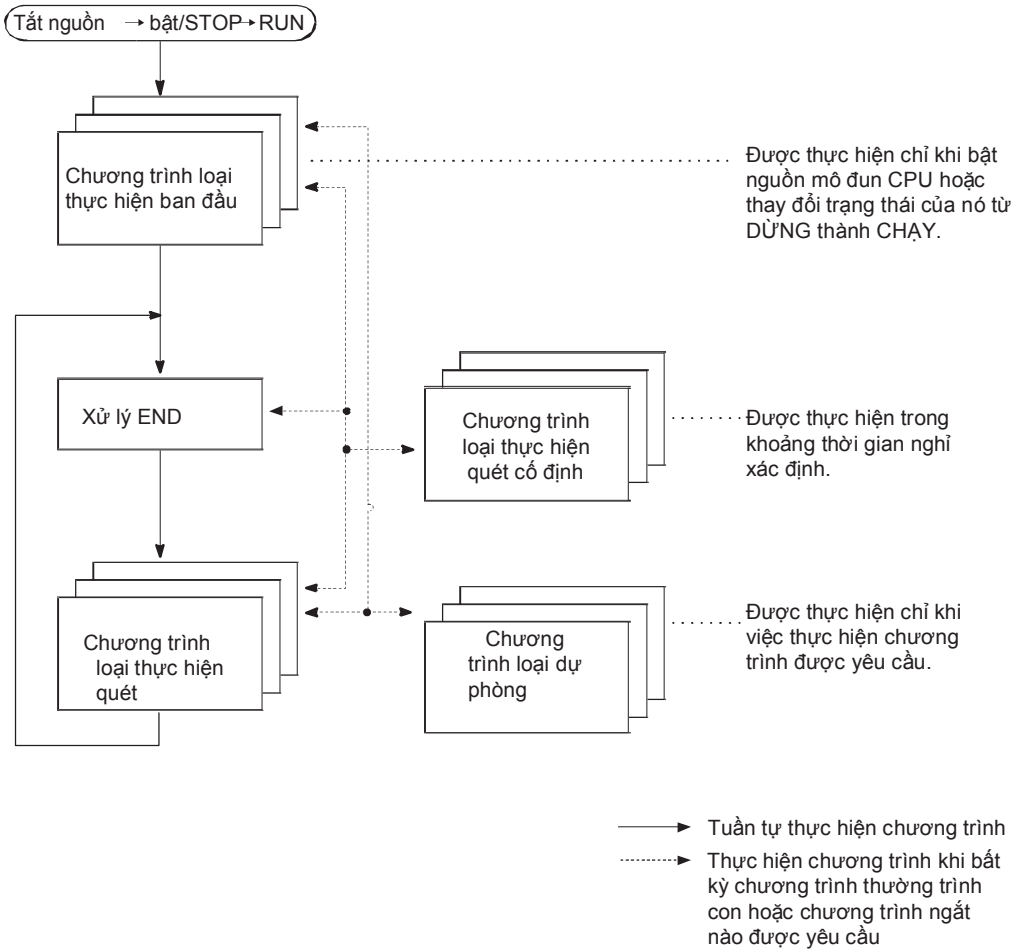 Tắt nguồn → bật/STOP→RUN
Chương trình loại
thực hiện ban đầu
Được thực hiện chỉ khi bật
nguồn mô đun CPU hoặc
thay đổi trạng thái của nó từ
DỪNG thành CHẠY.
Xử lý END
Chương trình
loại thực hiện
quét cố định
Được thực hiện trong
khoảng thời gian nghỉ
xác định.
Chương trình
loại thực hiện
quét
Chương
trình loại dự
phòng
Được thực hiện chỉ khi
việc thực hiện chương
trình được yêu cầu.
Tuần tự thực hiện chương trình
Thực hiện chương trình khi bất
kỳ chương trình thường trình
con hoặc chương trình ngắt
nào được yêu cầu